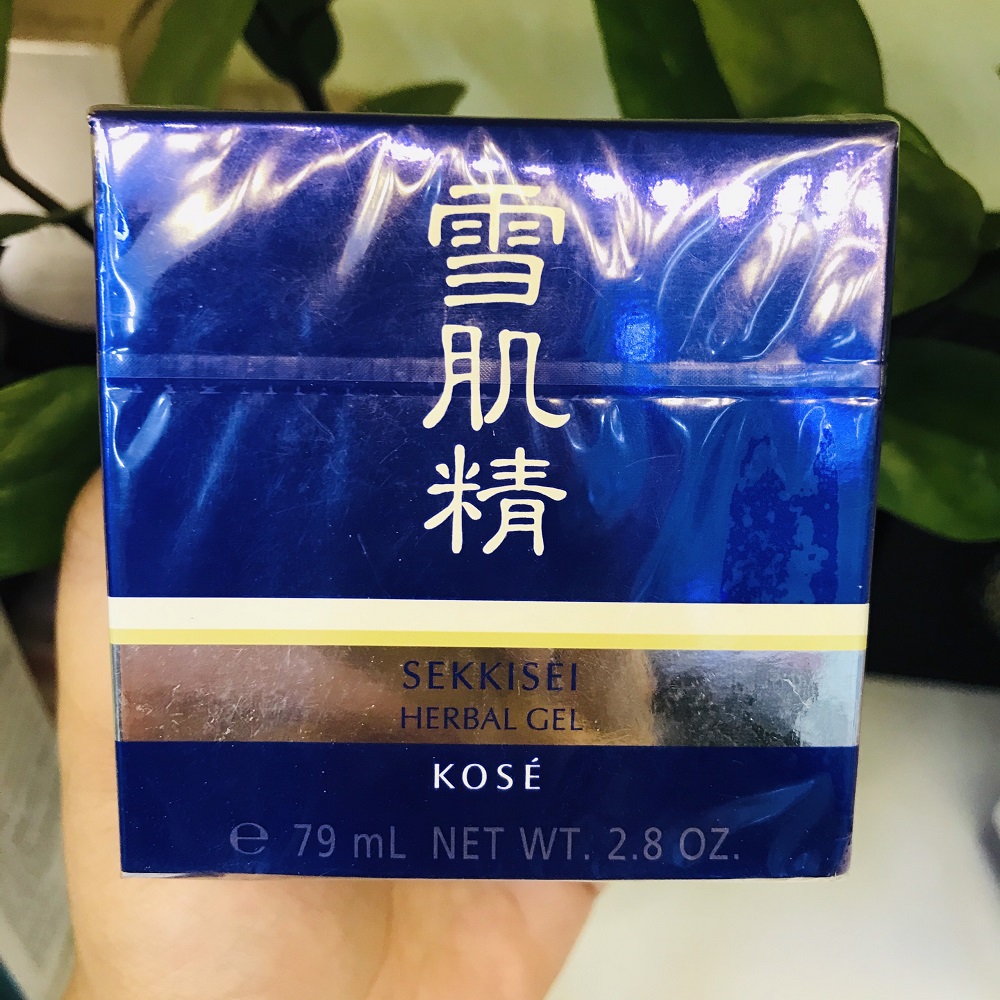 雪肌精
SEKKISEI
HERBAL GEL
KOSÉ
℮ 79 mL NET WT. 2.8 OZ.